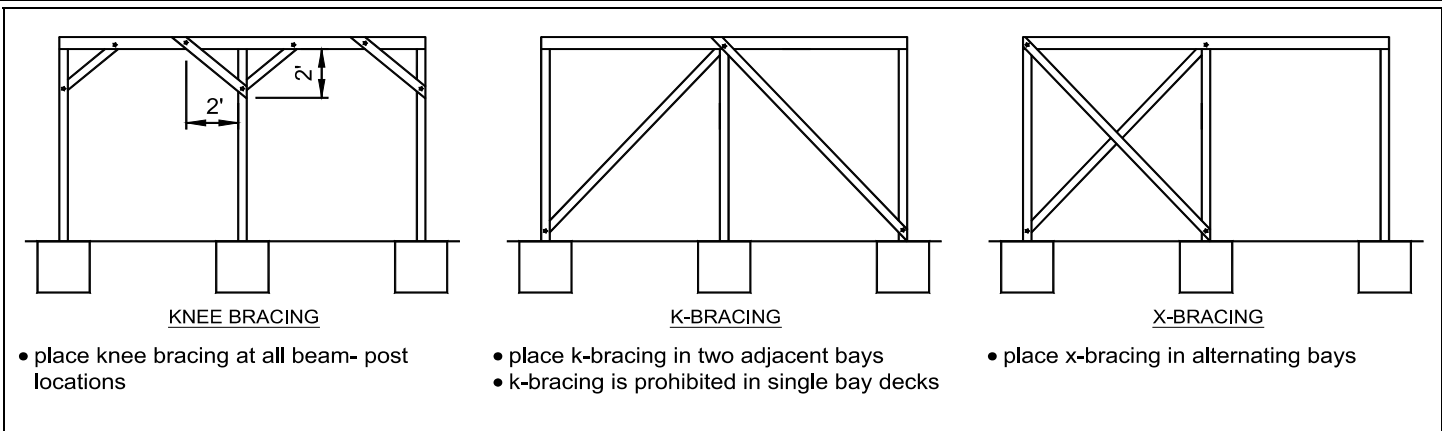 2'
2'
KNEE BRACING
• place knee bracing at all beam- post
locations
K-BRACING
• place k-bracing in two adjacent bays
• k-bracing is prohibited in single bay decks
X-BRACING
• place x-bracing in alternating bays